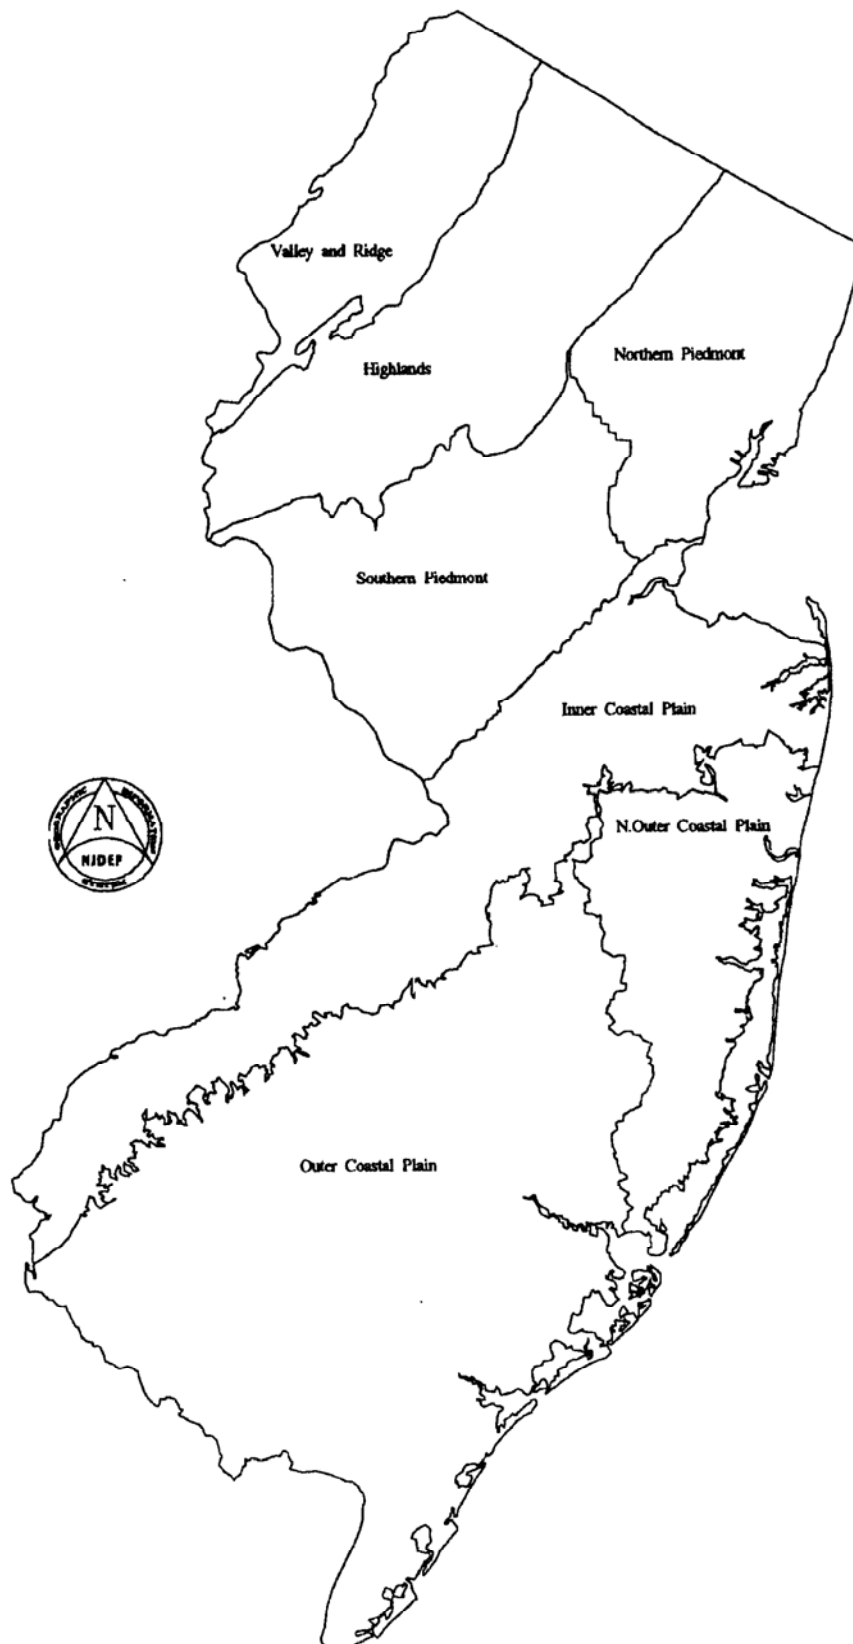 Valley and Ridge
Northern Piedmont
Highlands
Southern Piedmont
Inner Coastal Plain
N
NJDEP
N.Outer Coastal Plain
Outer Coastal Plain